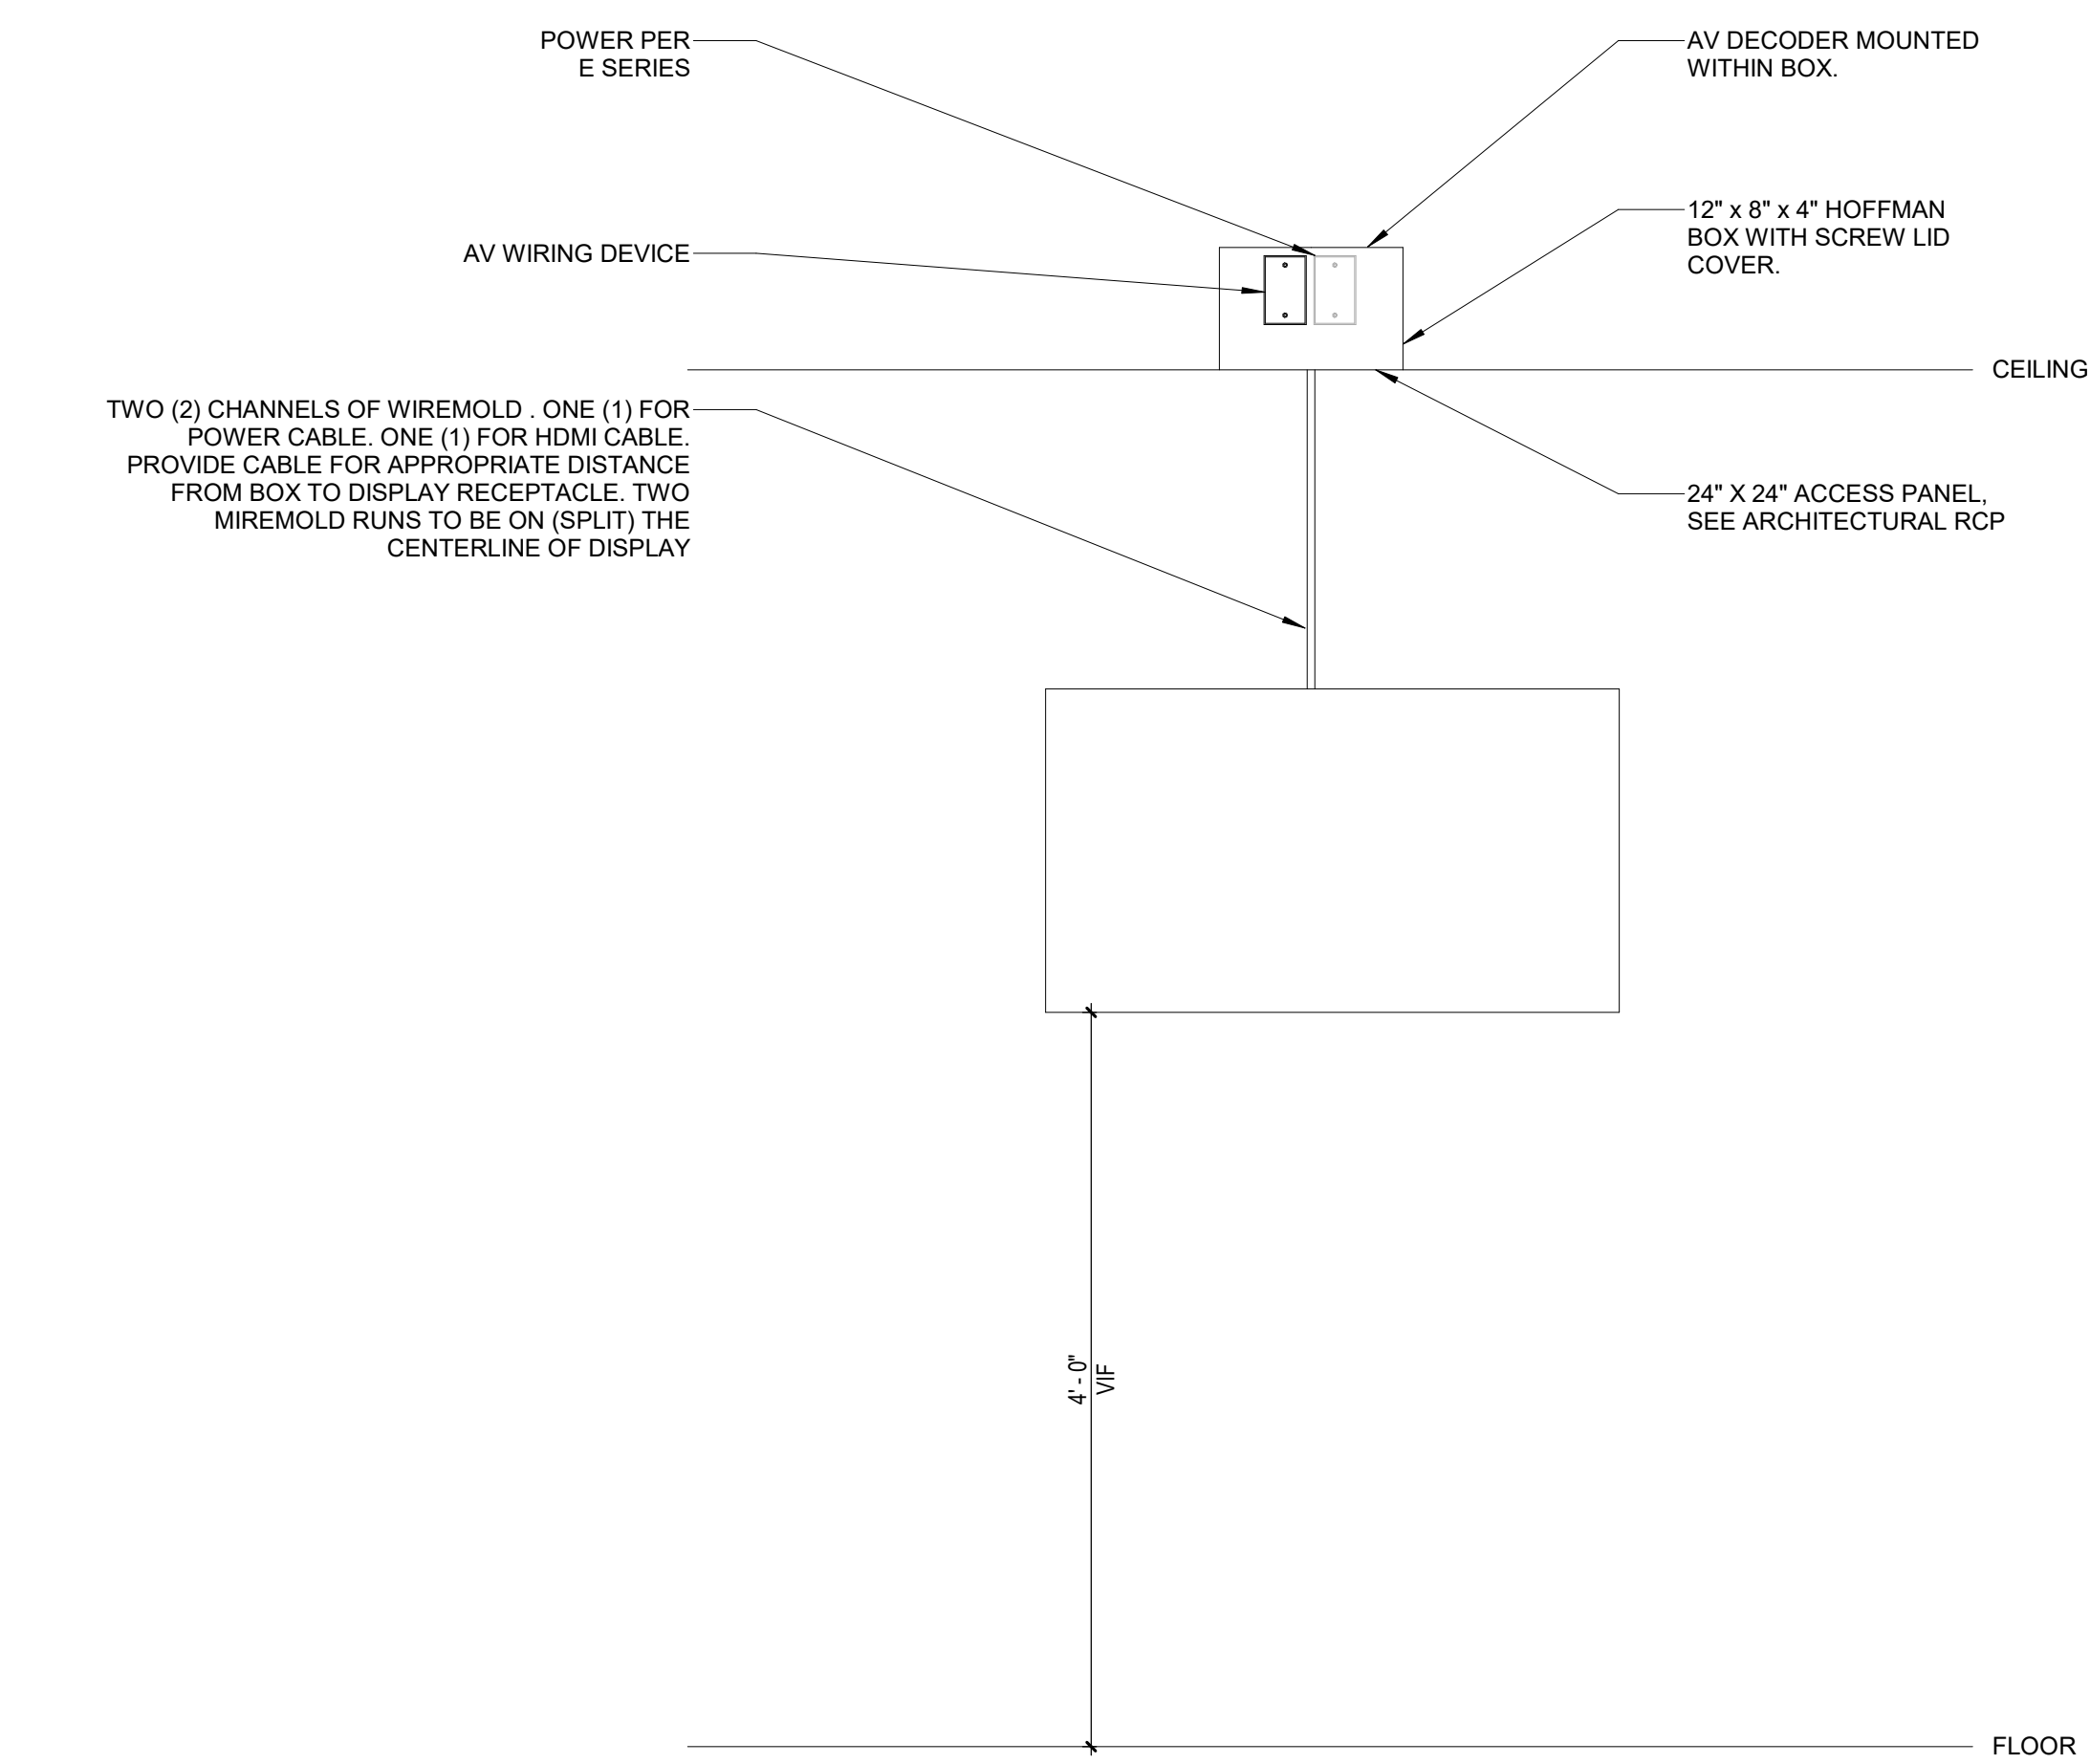 POWER PER
E SERIES
AV DECODER MOUNTED
WITHIN BOX.
AV WIRING DEVICE
12" x 8" x 4" HOFFMAN
BOX WITH SCREW LID
COVER.
CEILING
TWO (2) CHANNELS OF WIREMOLD . ONE (1) FOR
POWER CABLE. ONE (1) FOR HDMI CABLE.
PROVIDE CABLE FOR APPROPRIATE DISTANCE
FROM BOX TO DISPLAY RECEPTACLE. TWO
MIREMOLD RUNS TO BE ON (SPLIT) THE
CENTERLINE OF DISPLAY
24" X 24" ACCESS PANEL,
SEE ARCHITECTURAL RCP
4' - 0"
VIF
FLOOR